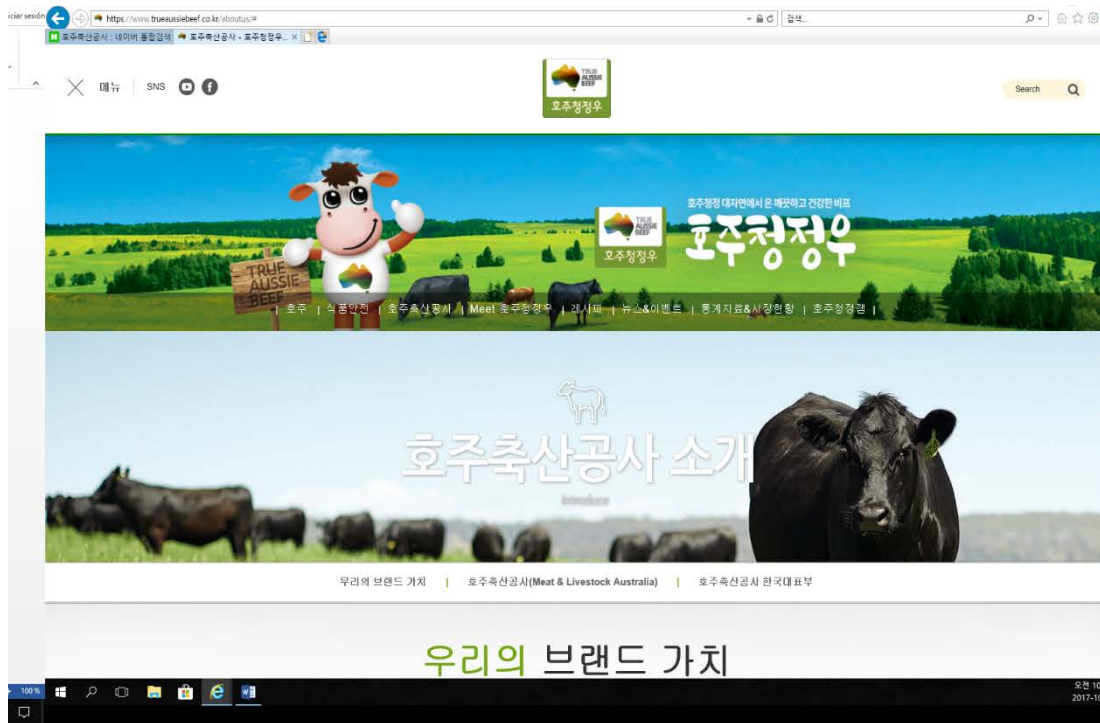 iciar sesión
https://www.trueaussiebeef.co.kr/aboutus/#
검색...
호주축산공사 : 네이버 통합검색
호주축산공사 - 호주청정우...
메뉴
SNS
TRUE
AUSSIE
BEEF
호주청정우
Search
호주청정 대자연에서 온 깨끗하고 건강한 비프
호주청정우
TRUE
AUSSIE
BEEF
호주청정우
TRUE
AUSSIE
BEEF
| 호주 | 식품안전 | 호주축산공사 | Meet 호주청정우 | 레시피 | 뉴스&이벤트 | 통계자료&시장현황 | 호주청정램 |
호주축산공사 소개
Introduce
우리의 브랜드 가치 | 호주축산공사(Meat & Livestock Australia) | 호주축산공사 한국대표부
우리의 브랜드 가치
100 %
오전 10
2017-10